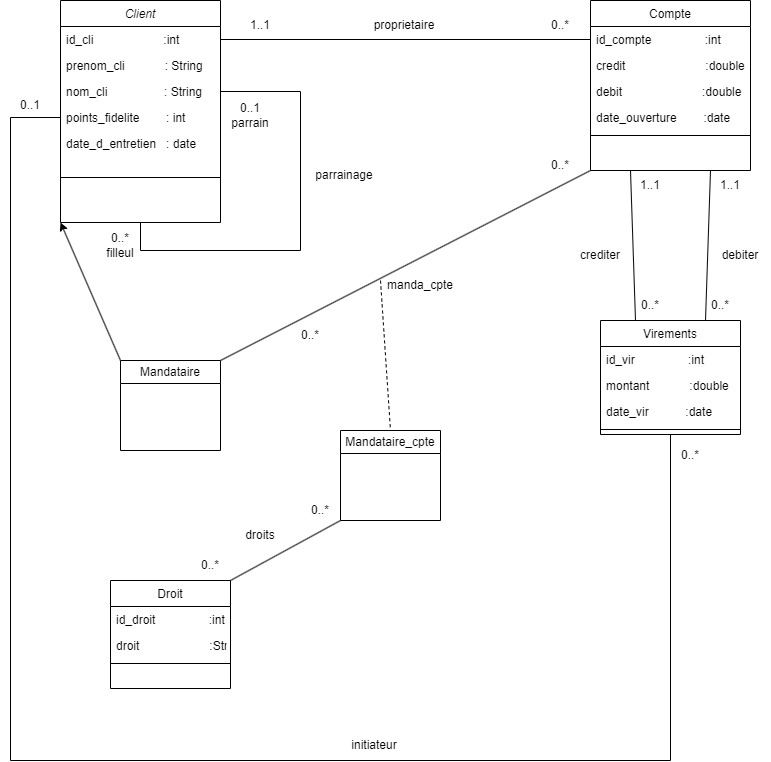 Client
id_cli :int
prenom_cli : String
nom_cli : String
points_fidelite : int
date_d_entretien : date
1..1
proprietaire
0..*
Compte
id_compte :int
credit :double
debit :double
date_ouverture :date
0..1
0..1
parrain
parrainage
0..*
filleul
0..*
1..1
1..1
crediter
debiter
manda_cpte
0..*
0..*
0..*
Virements
id_vir :int
montant :double
date_vir :date
0..*
Mandataire
Mandataire_cpte
0..*
droits
0..*
Droit
id_droit :int
droit :Str
initiateur